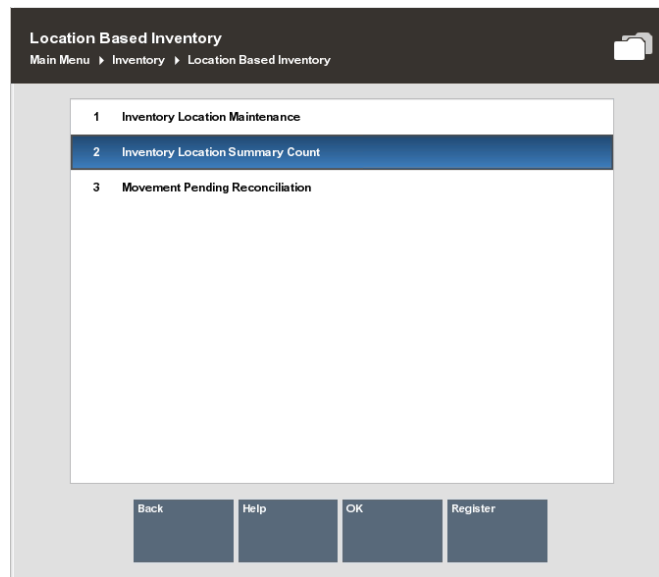 Location Based Inventory
Main Menu ▸ Inventory ▸ Location Based Inventory
1 Inventory Location Maintenance
2 Inventory Location Summary Count
3 Movement Pending Reconciliation
Back Help OK Register